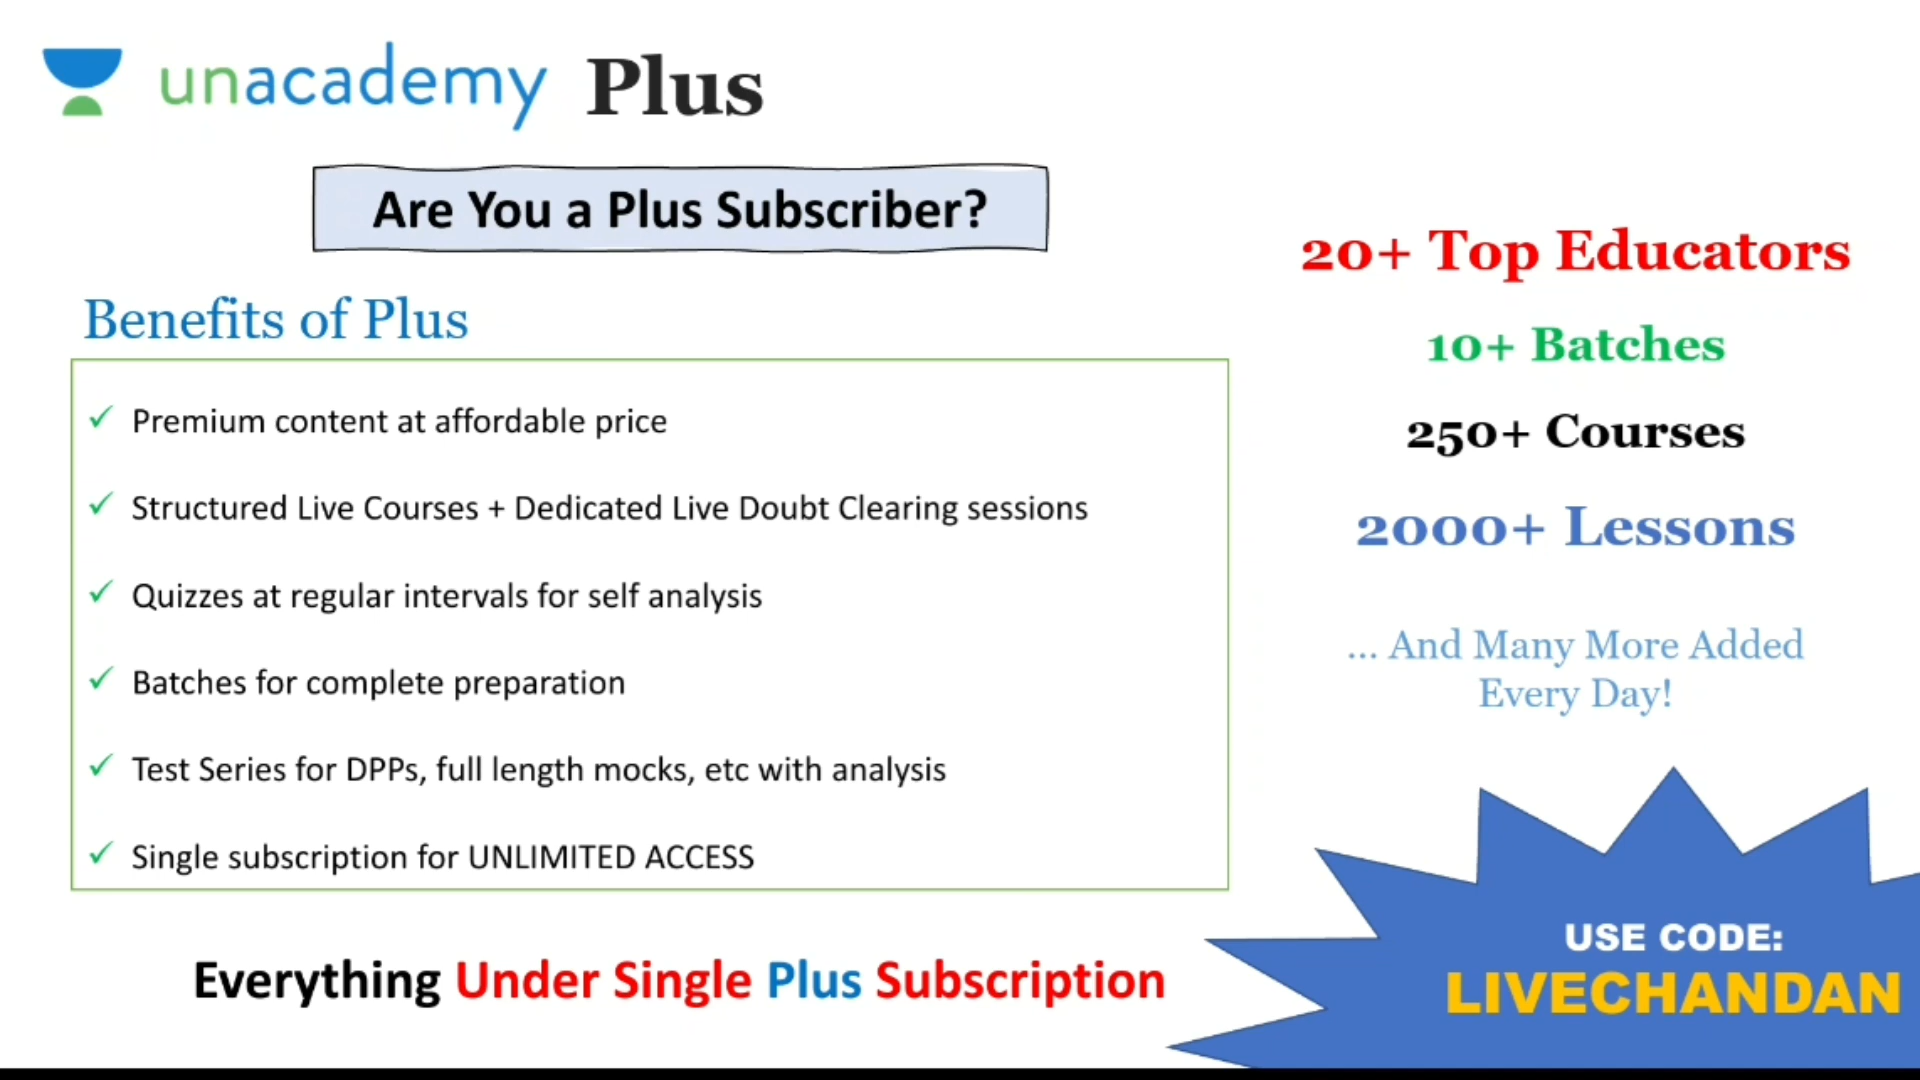 unacademy Plus
Are You a Plus Subscriber?
Benefits of Plus
✓ Premium content at affordable price
✓ Structured Live Courses + Dedicated Live Doubt Clearing sessions
✓ Quizzes at regular intervals for self analysis
✓ Batches for complete preparation
✓ Test Series for DPPs, full length mocks, etc with analysis
✓ Single subscription for UNLIMITED ACCESS
Everything Under Single Plus Subscription
20+ Top Educators
10+ Batches
250+ Courses
2000+ Lessons
... And Many More Added
Every Day!
USE CODE:
LIVECHANDAN